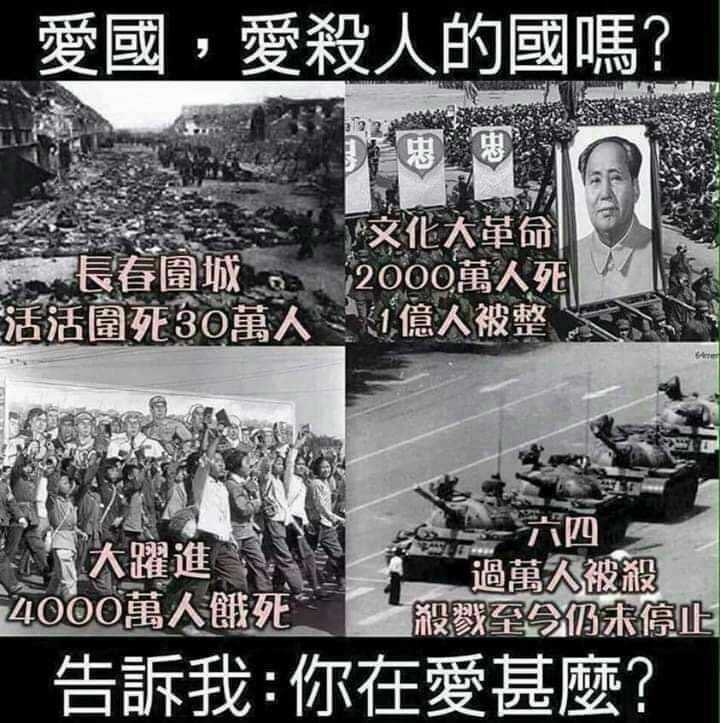 愛國，愛殺人的國嗎?
長春圍城
活活圍死30萬人
忠
忠
文化大革命
2000萬人死
1億人被整
大躍進
4000萬人餓死
六四
過萬人被殺
殺戮至今仍未停止
告訴我:你在愛甚麼?